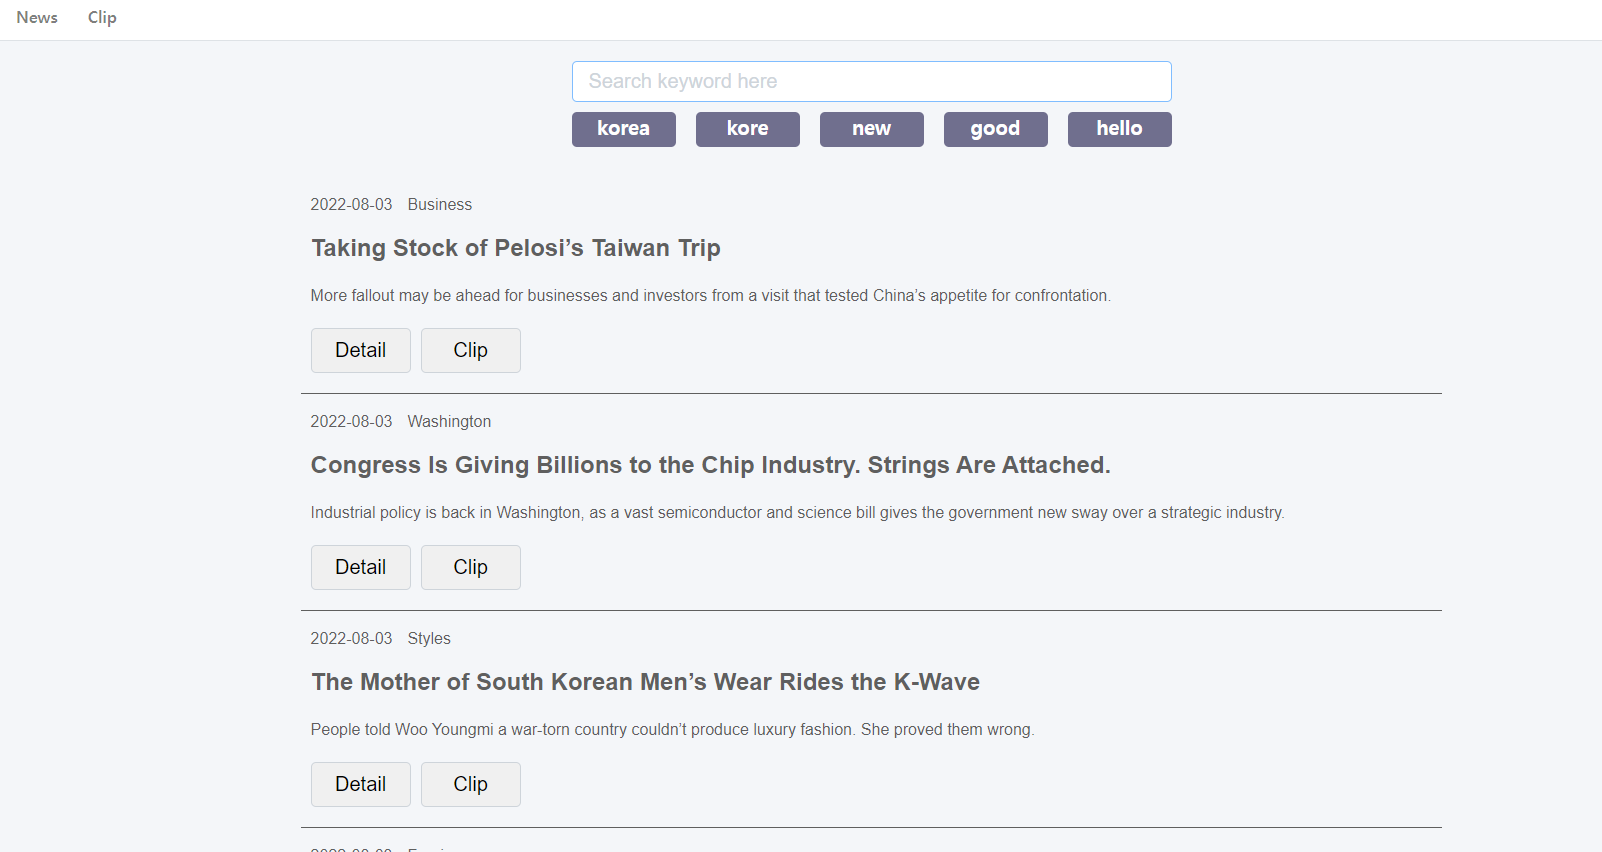 News Clip
Search keyword here
korea kore new good hello
2022-08-03 Business
Taking Stock of Pelosi’s Taiwan Trip
More fallout may be ahead for businesses and investors from a visit that tested China’s appetite for confrontation.
Detail Clip
2022-08-03 Washington
Congress Is Giving Billions to the Chip Industry. Strings Are Attached.
Industrial policy is back in Washington, as a vast semiconductor and science bill gives the government new sway over a strategic industry.
Detail Clip
2022-08-03 Styles
The Mother of South Korean Men’s Wear Rides the K-Wave
People told Woo Youngmi a war-torn country couldn’t produce luxury fashion. She proved them wrong.
Detail Clip